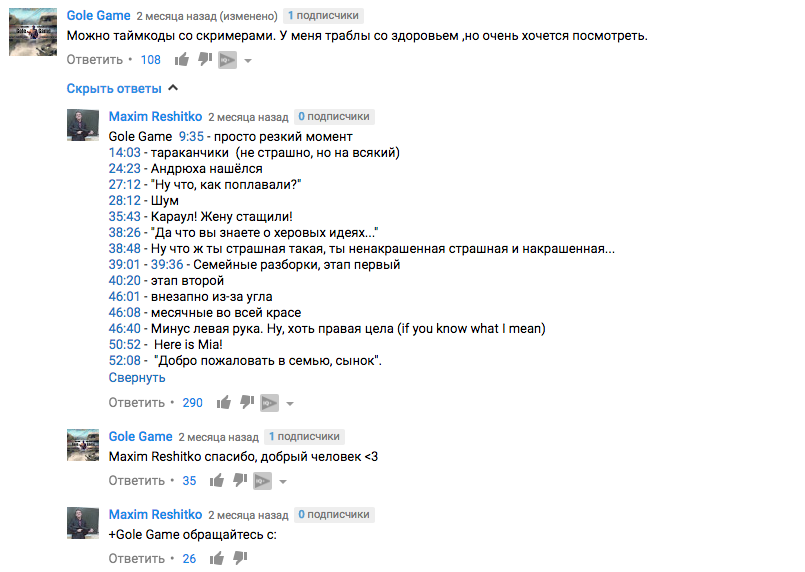 Gole Game 2 месяца назад (изменено) 1 подписчики
Можно таймкоды со скримерами. У меня траблы со здоровьем ,но очень хочется посмотреть.
Ответить • 108
Скрыть ответы
Maxim Reshitko 2 месяца назад 0 подписчики
Gole Game 9:35 - просто резкий момент
14:03 - тараканчики (не страшно, но на всякий)
24:23 - Андрюха нашёлся
27:12 - "Ну что, как поплавали?"
28:12 - Шум
35:43 - Караул! Жену стащили!
38:26 - "Да что вы знаете о херовых идеях..."
38:48 - Ну что ж ты страшная такая, ты ненакрашенная страшная и накрашенная...
39:01 - 39:36 - Семейные разборки, этап первый
40:20 - этап второй
46:01 - внезапно из-за угла
46:08 - месячные во всей красе
46:40 - Минус левая рука. Ну, хоть правая цела (if you know what I mean)
50:52 - Here is Mia!
52:08 - "Добро пожаловать в семью, сынок".
Свернуть
Ответить • 290
Gole Game 2 месяца назад 1 подписчики
Maxim Reshitko спасибо, добрый человек <3
Ответить • 35
Maxim Reshitko 2 месяца назад 0 подписчики
+Gole Game обращайтесь с:
Ответить • 26